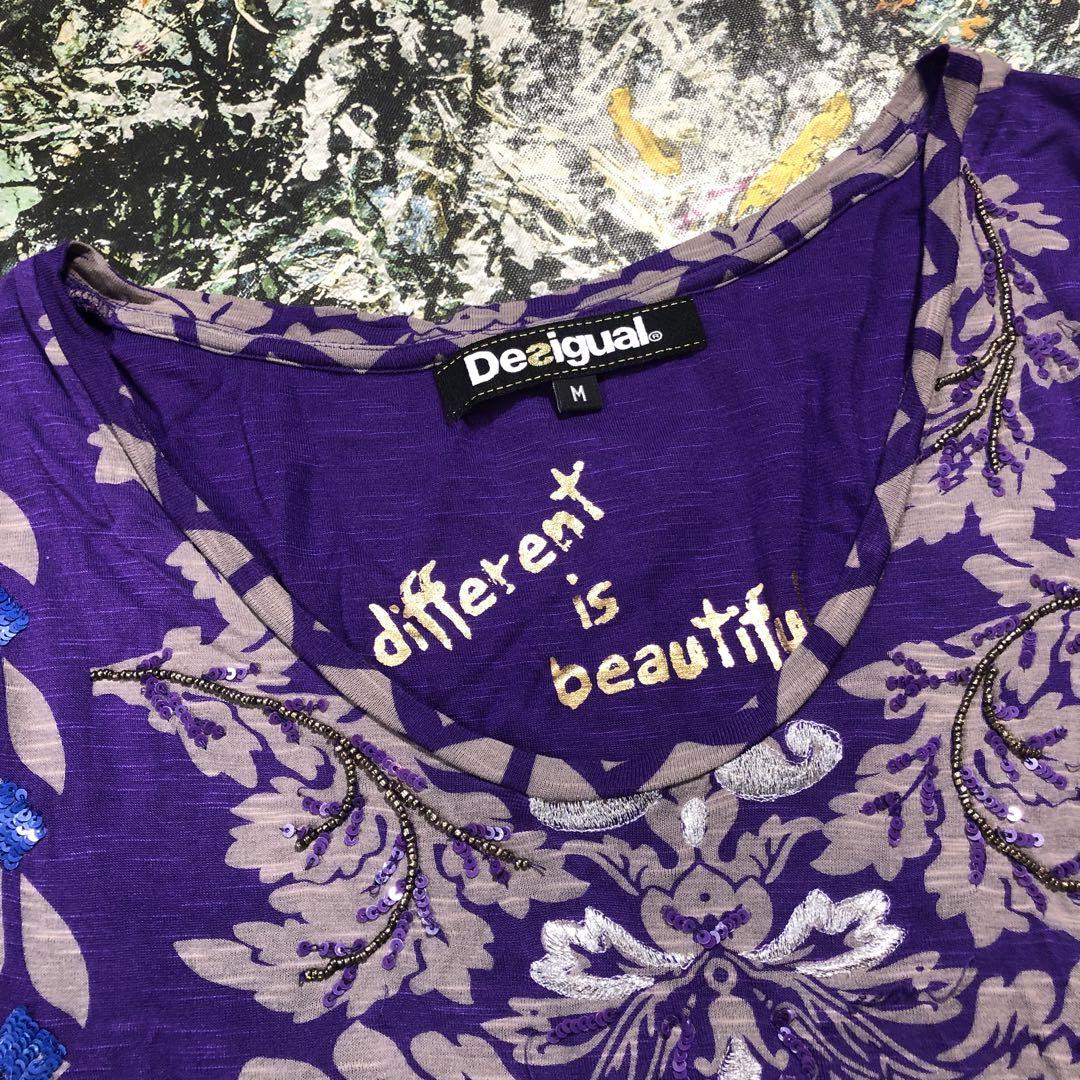 Desigual®
M
different
is
beautifu